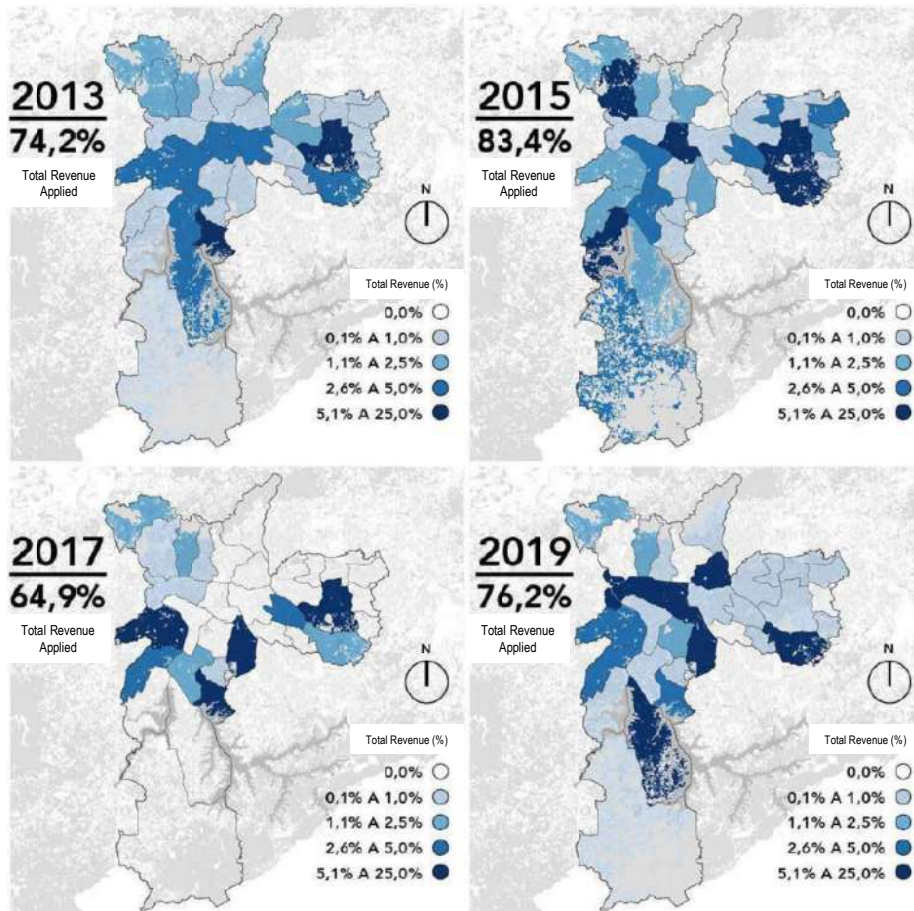 2013
74,2%
Total Revenue
Applied
N
Total Revenue (%)
0,0%
0,1% A 1,0%
1,1% A 2,5%
2,6% A 5,0%
5,1% A 25,0%
2015
83,4%
Total Revenue
Applied
N
Total Revenue (%)
0,0%
0,1% A 1,0%
1,1% A 2,5%
2,6% A 5,0%
5,1% A 25,0%
2017
64,9%
Total Revenue
Applied
N
Total Revenue (%)
0,0%
0,1% A 1,0%
1,1% A 2,5%
2,6% A 5,0%
5,1% A 25,0%
2019
76,2%
Total Revenue
Applied
N
Total Revenue (%)
0,0%
0,1% A 1,0%
1,1% A 2,5%
2,6% A 5,0%
5,1% A 25,0%